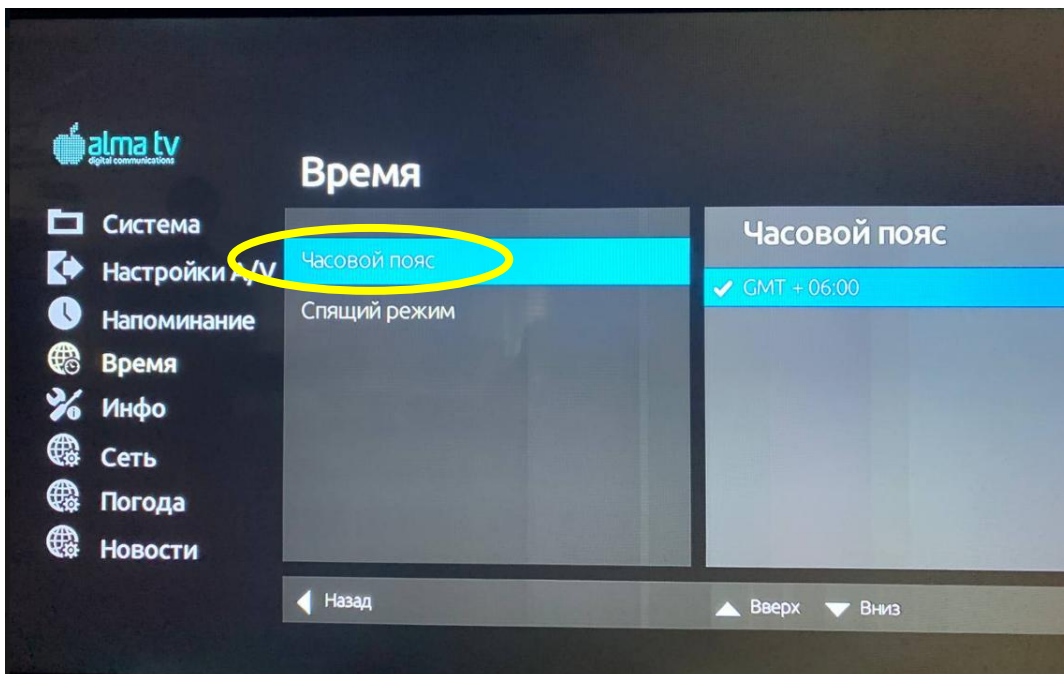 alma tv
digital communications
Время
Система
Настройки A/V
Напоминание
Время
Инфо
Сеть
Погода
Новости
Часовой пояс
Спящий режим
Часовой пояс
GMT + 06:00
Назад
Вверх
Вниз